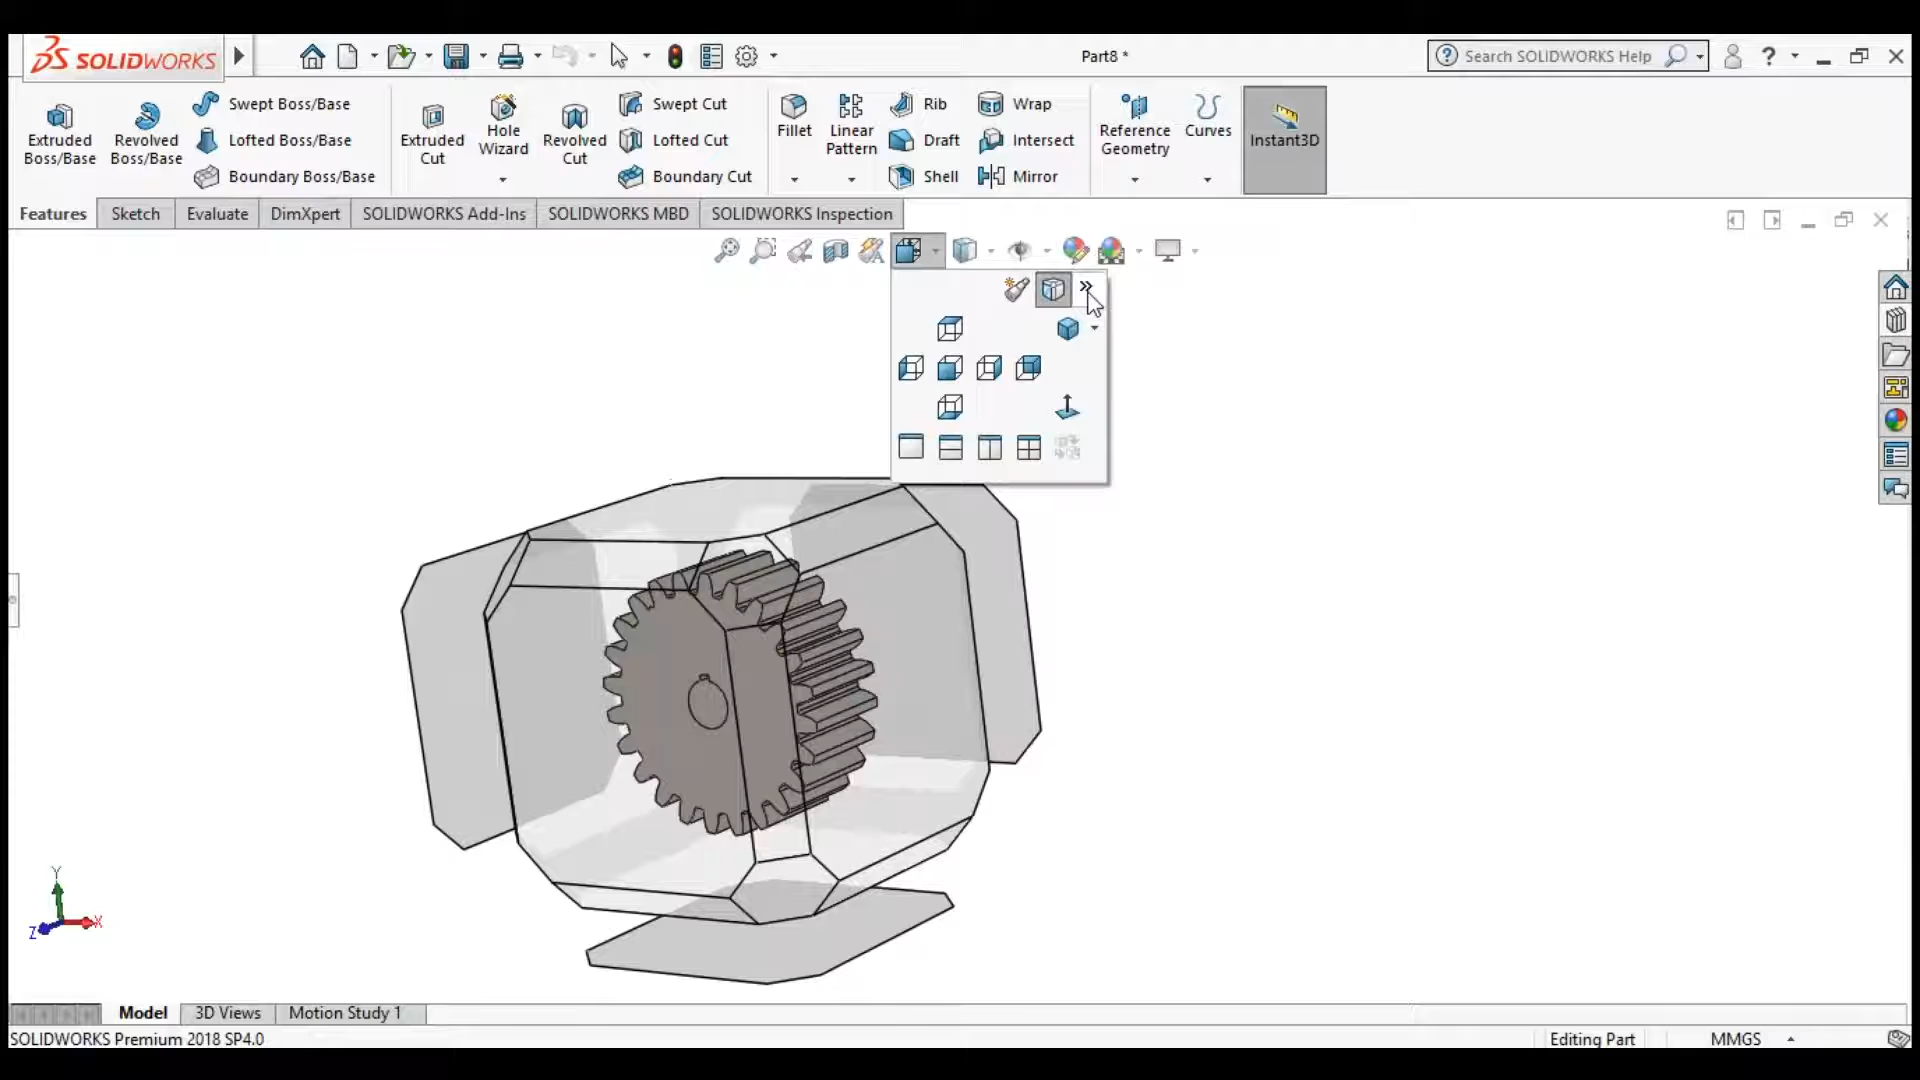 SOLIDWORKS
Part8 *
Search SOLIDWORKS Help
Extruded Boss/Base
Revolved Boss/Base
Swept Boss/Base
Lofted Boss/Base
Boundary Boss/Base
Extruded Cut
Hole Wizard
Revolved Cut
Swept Cut
Lofted Cut
Boundary Cut
Fillet
Linear Pattern
Rib
Draft
Shell
Wrap
Intersect
Mirror
Reference Geometry
Curves
Instant3D
Features
Sketch
Evaluate
DimXpert
SOLIDWORKS Add-Ins
SOLIDWORKS MBD
SOLIDWORKS Inspection
Y
X
Z
Model
3D Views
Motion Study 1
SOLIDWORKS Premium 2018 SP4.0
Editing Part
MMGS